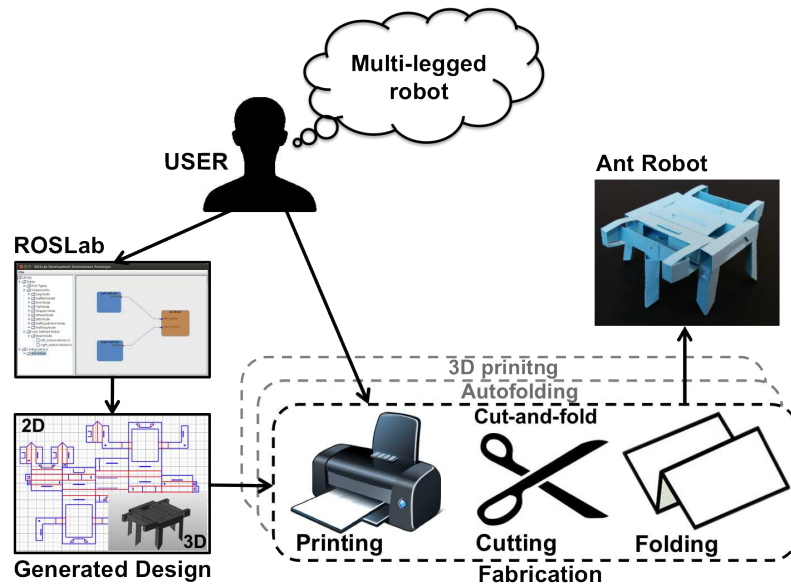 Multi-legged
robot
USER
Ant Robot
ROSLab
3D prinitng
Autofolding
Cut-and-fold
2D
3D
Printing
Cutting
Folding
Generated Design
Fabrication